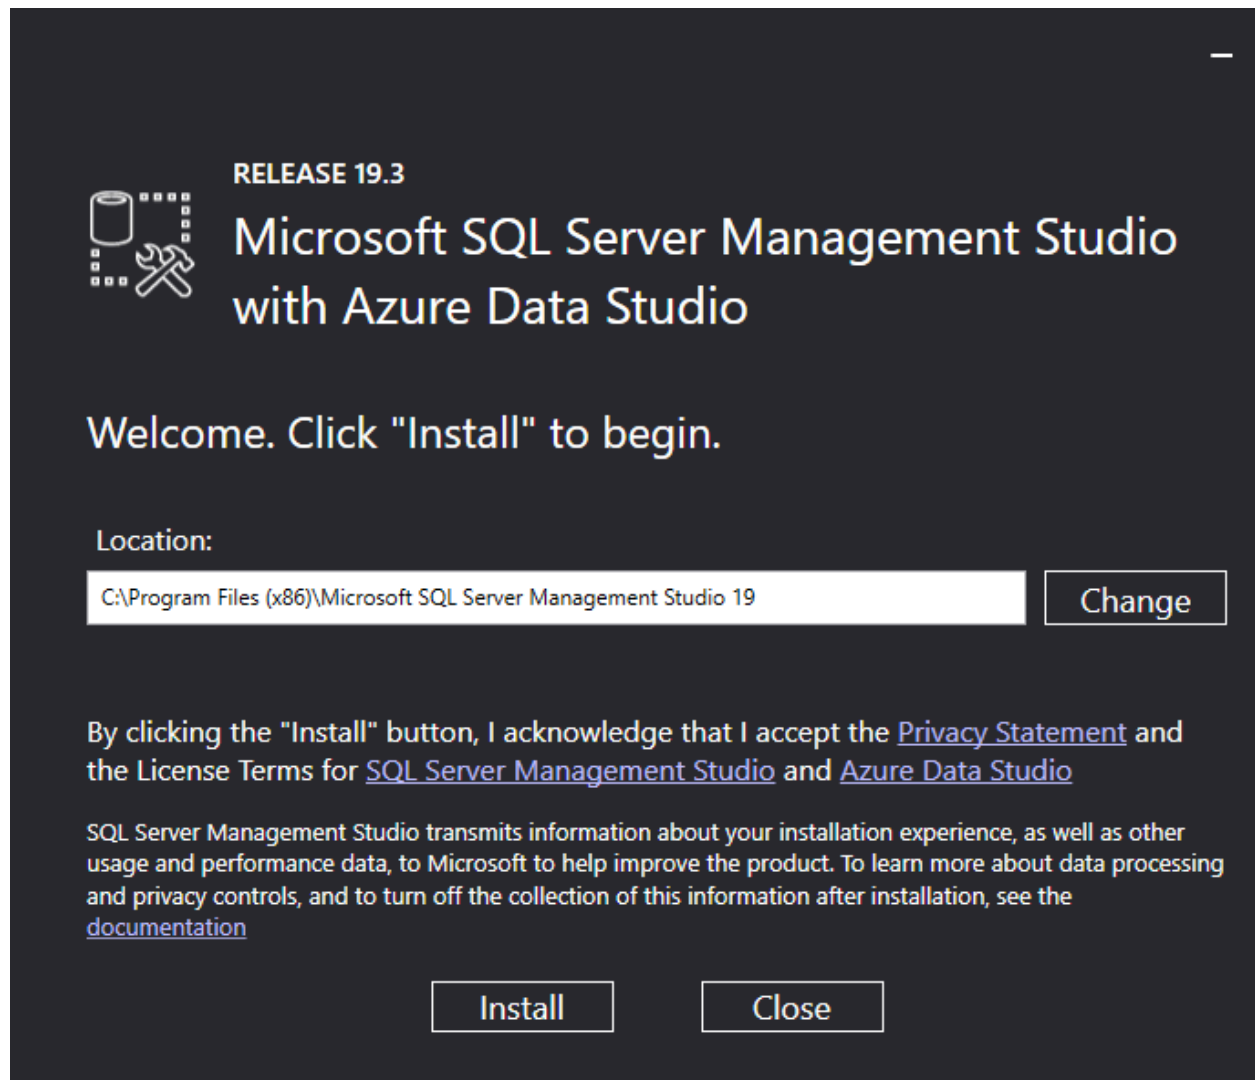 RELEASE 19.3
Microsoft SQL Server Management Studio
with Azure Data Studio
Welcome. Click "Install" to begin.
Location:
C:\Program Files (x86)\Microsoft SQL Server Management Studio 19
Change
By clicking the "Install" button, I acknowledge that I accept the Privacy Statement and
the License Terms for SQL Server Management Studio and Azure Data Studio
SQL Server Management Studio transmits information about your installation experience, as well as other
usage and performance data, to Microsoft to help improve the product. To learn more about data processing
and privacy controls, and to turn off the collection of this information after installation, see the
documentation
Install
Close